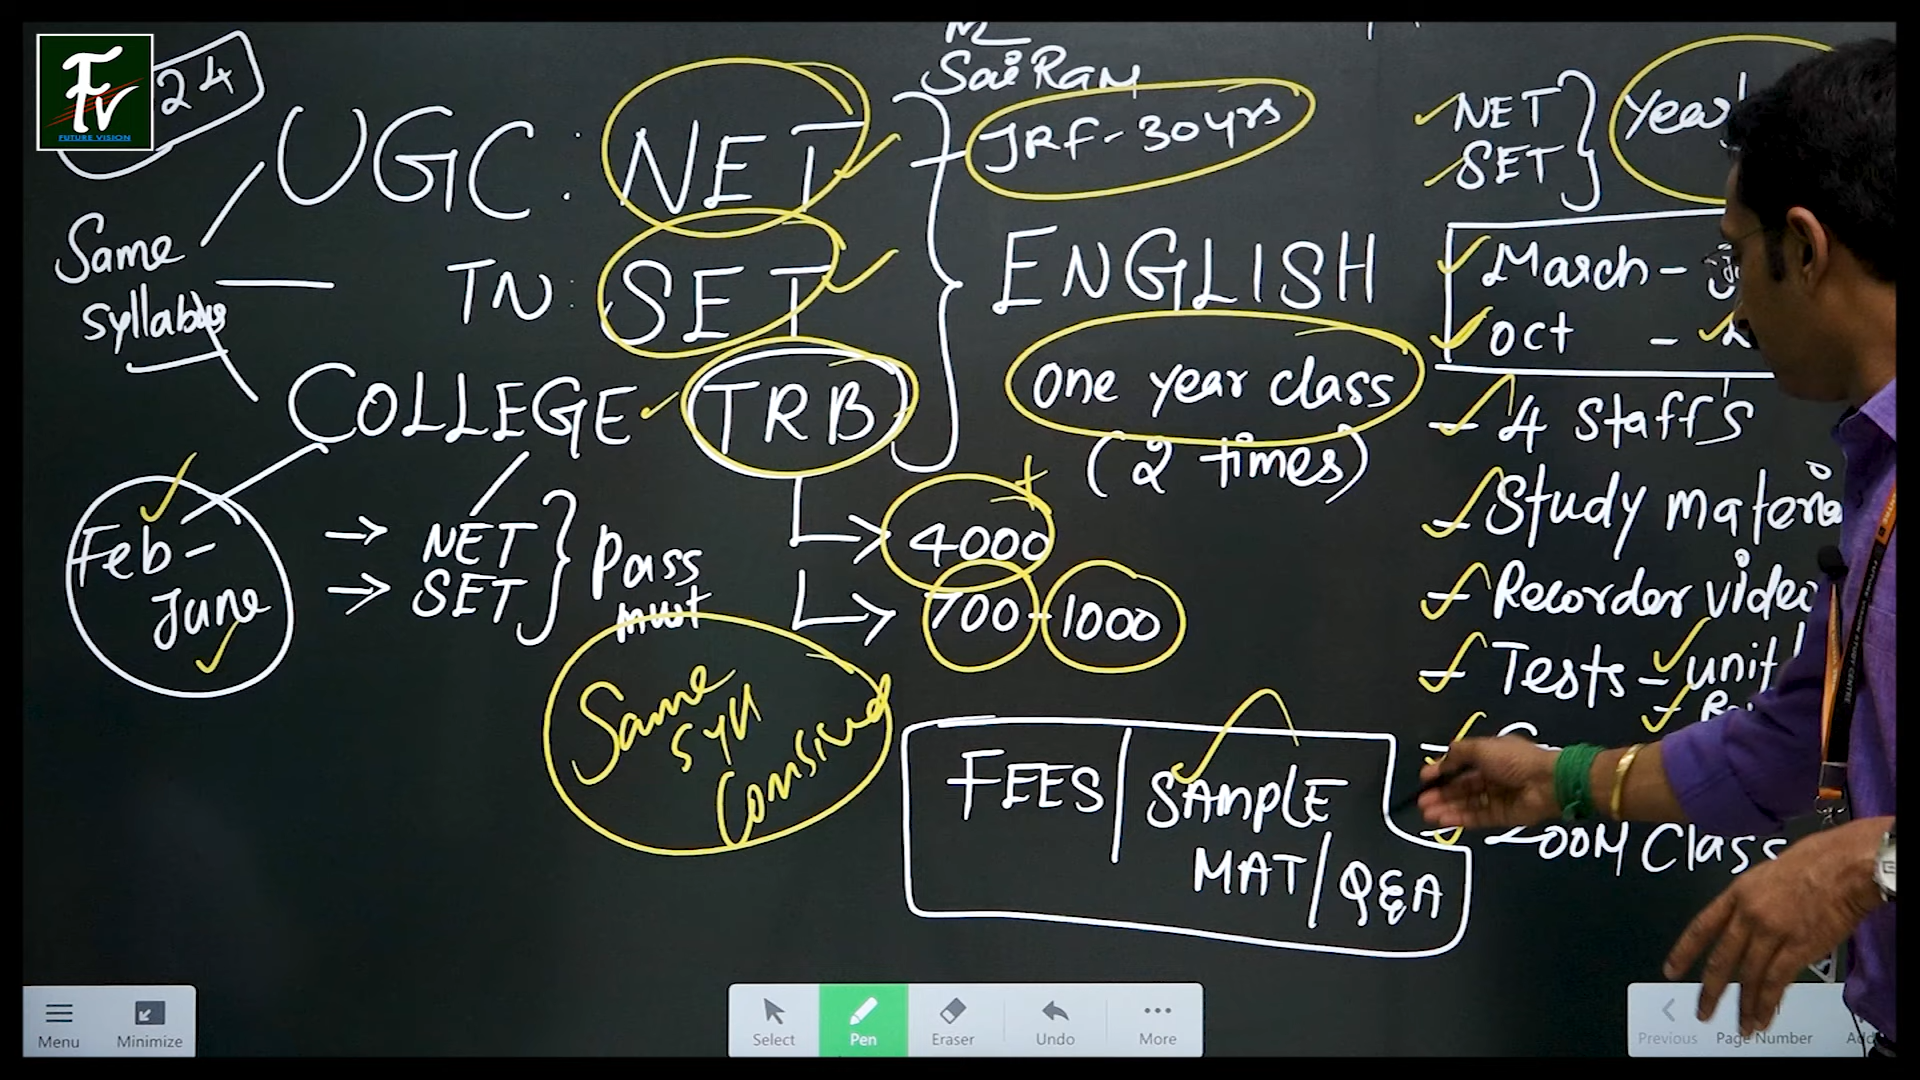 FV
FUTURE VISION
24
Sai Ram
UGC : NET
JRF - 30 yrs
Same
syllabus
TN : SET
ENGLISH
COLLEGE TRB
one year class
(2 times)
Feb -
June
→ NET
→ SET
Pass
must
→ 4000
→ 700 - 1000
Same
syll
FEES / SAMPLE
MAT / Q&A
NET
SET
Year
March -
Oct -
- 4 Staff's
- Study materia
- Recorder video
- Tests - unit
- ZOOM Class
Menu
Minimize
Select
Pen
Eraser
Undo
More
Previous
Page Number